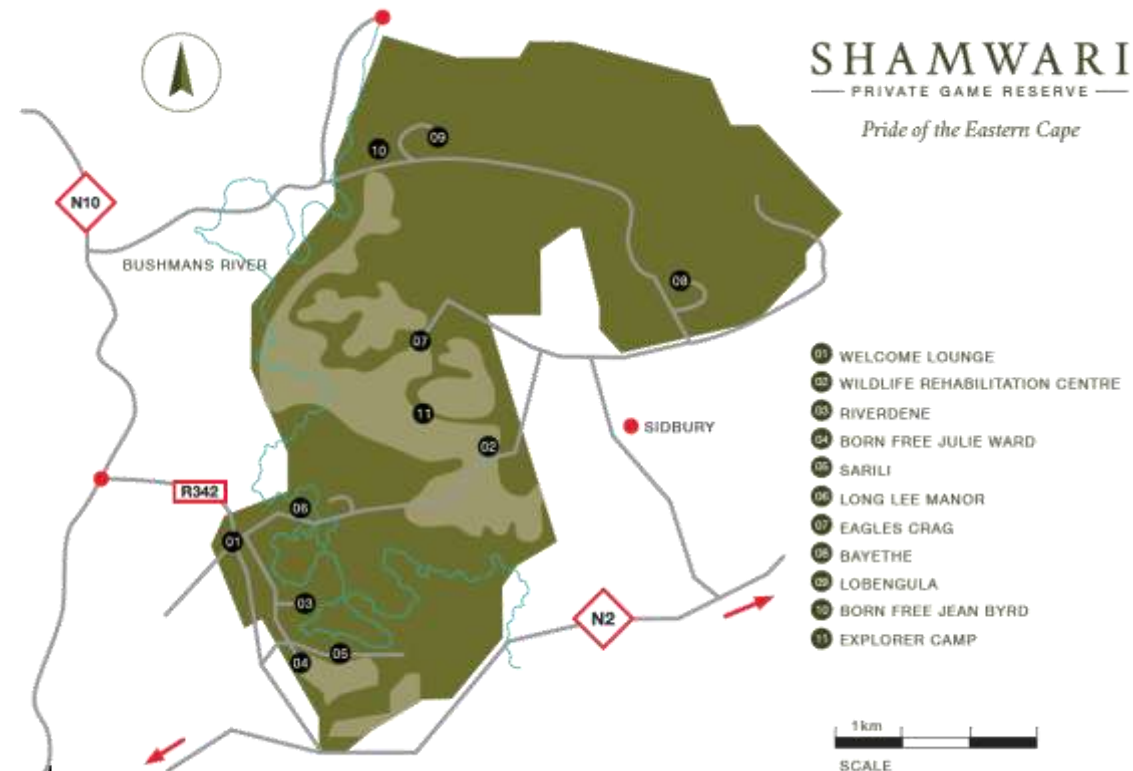 SHAMWARI
PRIVATE GAME RESERVE
Pride of the Eastern Cape
10
09
N10
BUSHMANS RIVER
08
07
11
02
SIDBURY
R342
06
01
03
N2
05
04
01 WELCOME LOUNGE
02 WILDLIFE REHABILITATION CENTRE
03 RIVERDENE
04 BORN FREE JULIE WARD
05 SARILI
06 LONG LEE MANOR
07 EAGLES CRAG
08 BAYETHE
09 LOBENGULA
10 BORN FREE JEAN BYRD
11 EXPLORER CAMP
1km
SCALE